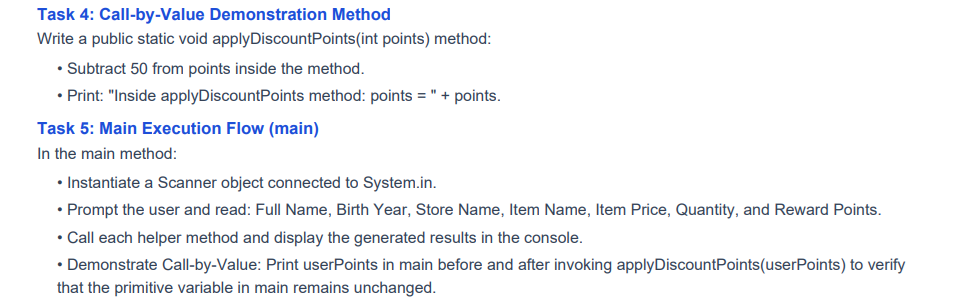 Task 4: Call-by-Value Demonstration Method
Write a public static void applyDiscountPoints(int points) method:
• Subtract 50 from points inside the method.
• Print: "Inside applyDiscountPoints method: points = " + points.
Task 5: Main Execution Flow (main)
In the main method:
• Instantiate a Scanner object connected to System.in.
• Prompt the user and read: Full Name, Birth Year, Store Name, Item Name, Item Price, Quantity, and Reward Points.
• Call each helper method and display the generated results in the console.
• Demonstrate Call-by-Value: Print userPoints in main before and after invoking applyDiscountPoints(userPoints) to verify
that the primitive variable in main remains unchanged.